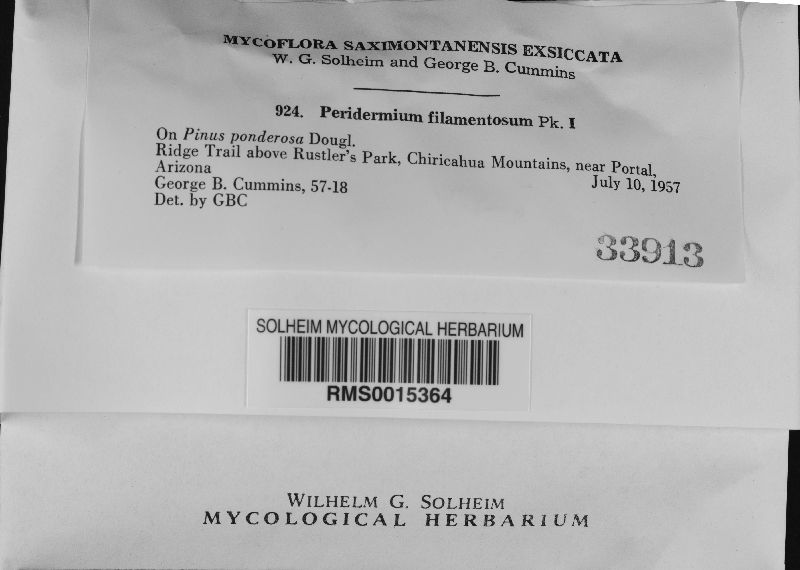 MYCOFLORA SAXIMONTANENSIS EXSICCATA
W. G. Solheim and George B. Cummins
924. Peridermium filamentosum Pk. I
On Pinus ponderosa Dougl.
Ridge Trail above Rustler's Park, Chiricahua Mountains, near Portal,
Arizona July 10, 1957
George B. Cummins, 57-18
Det. by GBC
33913
SOLHEIM MYCOLOGICAL HERBARIUM
RMS0015364
WILHELM G. SOLHEIM
MYCOLOGICAL HERBARIUM